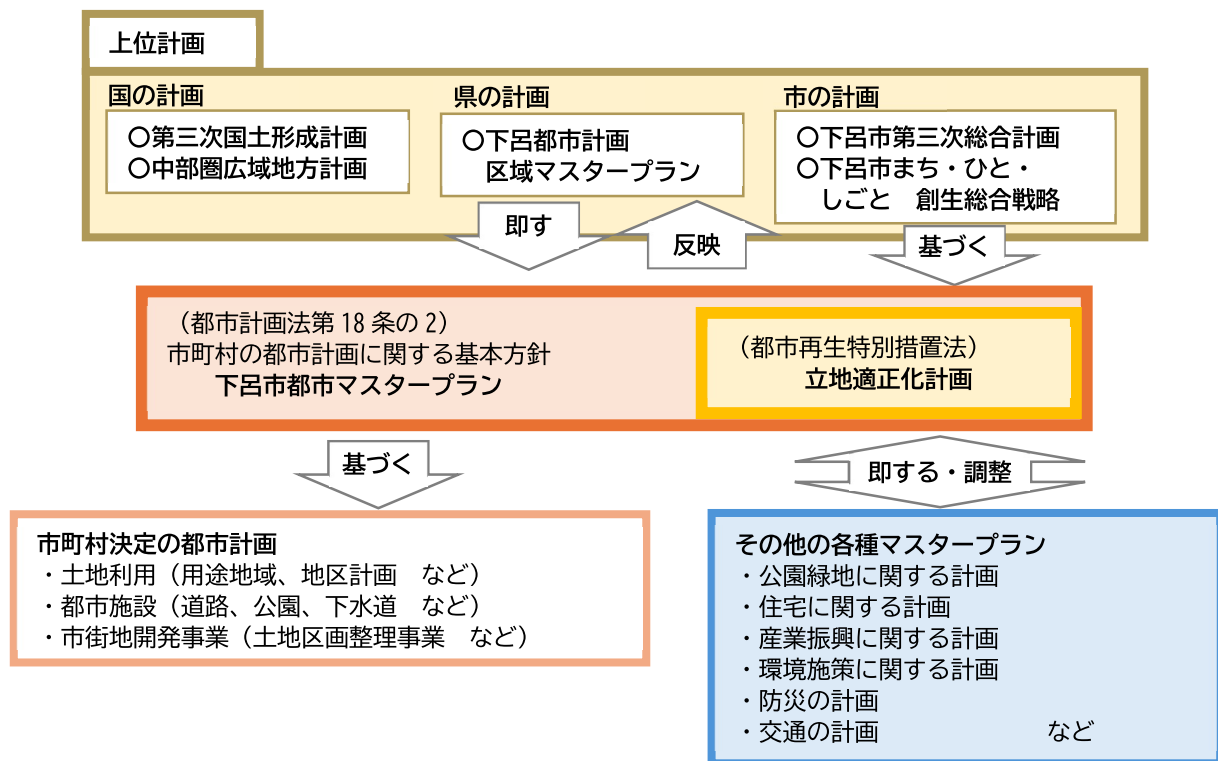 上位計画
国の計画
〇第三次国土形成計画
〇中部圏広域地方計画
県の計画
〇下呂都市計画
区域マスタープラン
市の計画
〇下呂市第三次総合計画
〇下呂市まち・ひと・
しごと　創生総合戦略
即す
反映
基づく
（都市計画法第 18 条の 2）
市町村の都市計画に関する基本方針
下呂市都市マスタープラン
（都市再生特別措置法）
立地適正化計画
基づく
即する・調整
市町村決定の都市計画
・土地利用（用途地域、地区計画　など）
・都市施設（道路、公園、下水道　など）
・市街地開発事業（土地区画整理事業　など）
その他の各種マスタープラン
・公園緑地に関する計画
・住宅に関する計画
・産業振興に関する計画
・環境施策に関する計画
・防災の計画
・交通の計画　　　　　　　など